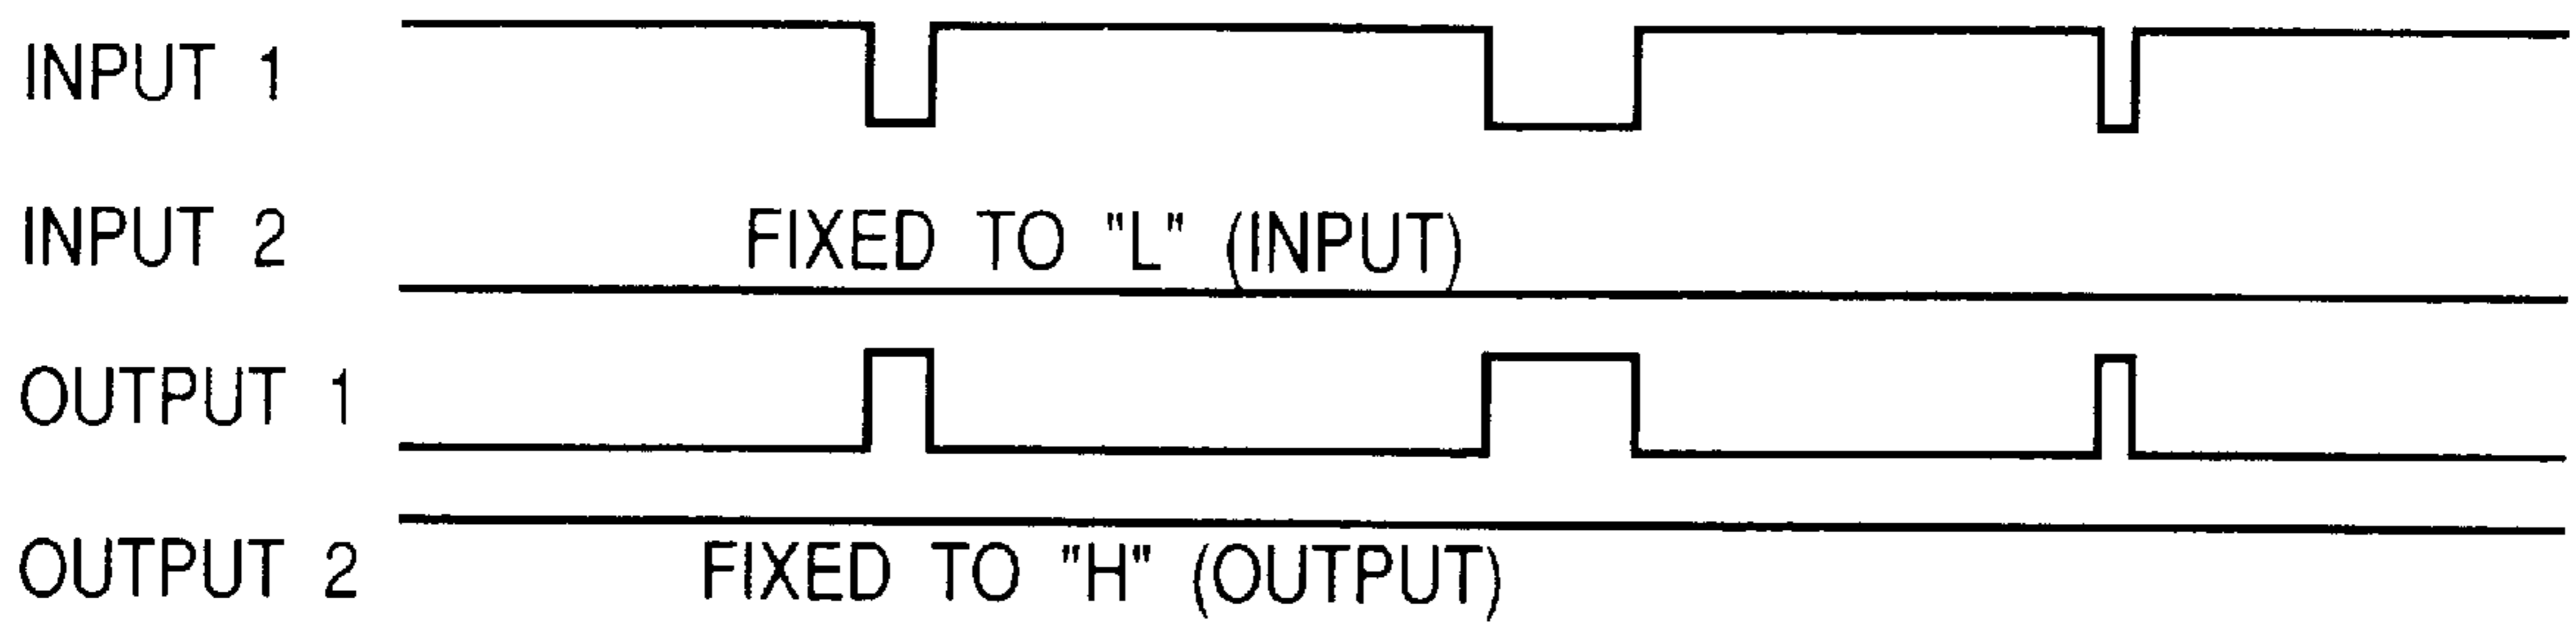 INPUT 1
INPUT 2
FIXED TO "L" (INPUT)
OUTPUT 1
OUTPUT 2
FIXED TO "H" (OUTPUT)